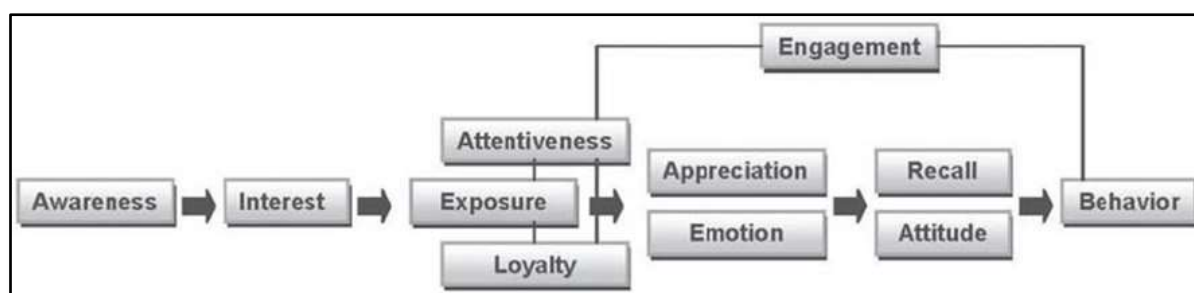 Engagement
Attentiveness
Appreciation
Recall
Awareness
Interest
Exposure
Behavior
Emotion
Attitude
Loyalty